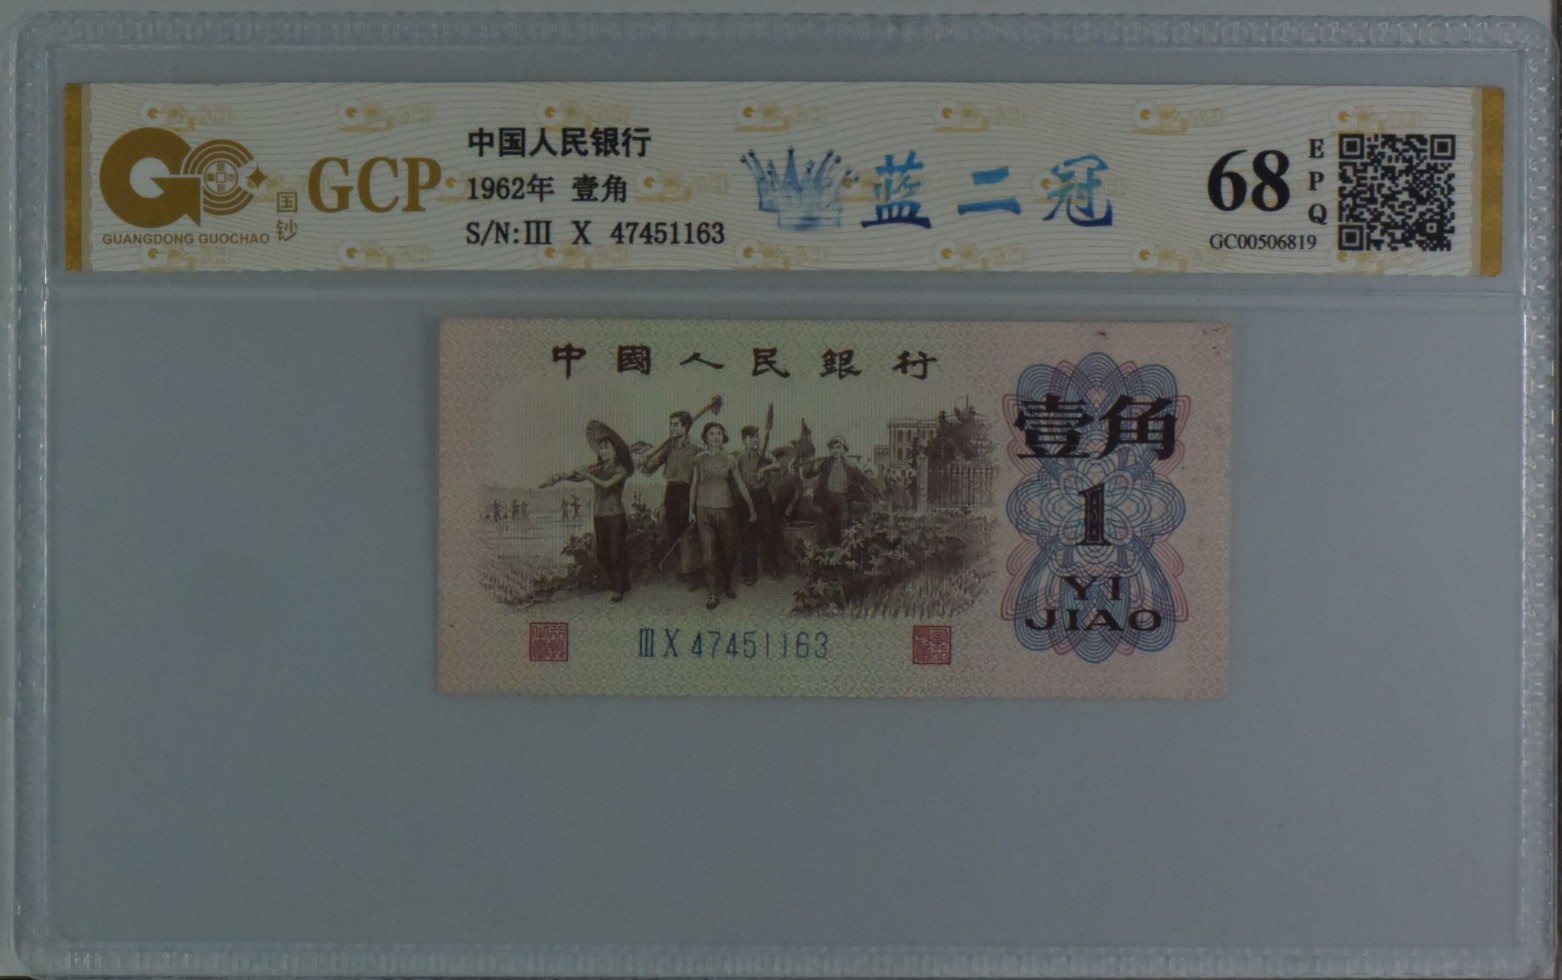 GCP
国钞
GUANGDONG GUOCHAO
中国人民银行
1962年 壹角
S/N:Ⅲ X 47451163
蓝二冠
68
EPQ
GC00506819
中國人民銀行
壹角
1
YI
JIAO
Ⅲ X 47451163